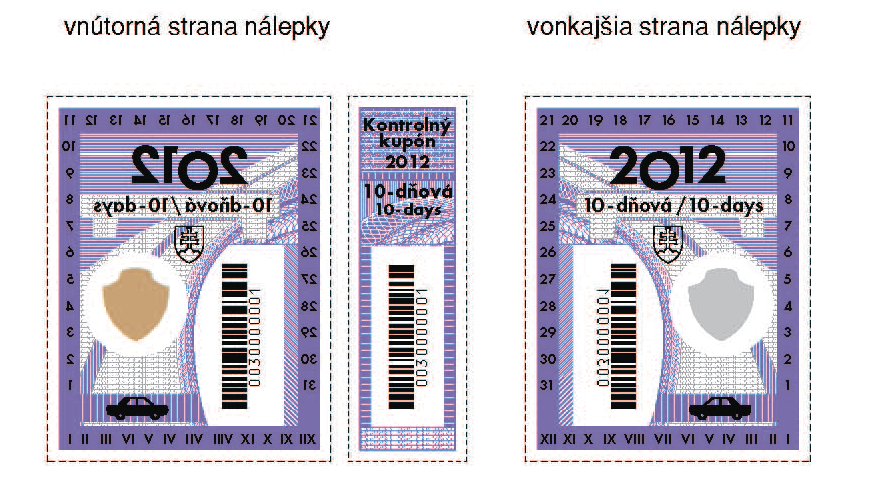 vnútorná strana nálepky
vonkajšia strana nálepky
11 12 13 14 15 16 17 18 19 20 21
2012
10-dňová / 10-days
10 22
9 23
8 24
7 25
6 26
5 27
4 28
3 29
2 30
1 31
003000001
I II III IV V VI VII VIII IX X XI XII
Kontrolný
kupón
2012
10-dňová
10-days
003000001
21 20 19 18 17 16 15 14 13 12 11
2012
10-dňová / 10-days
22 10
23 9
24 8
25 7
26 6
27 5
28 4
29 3
30 2
31 1
003000001
XII XI X IX VIII VII VI V IV III II I